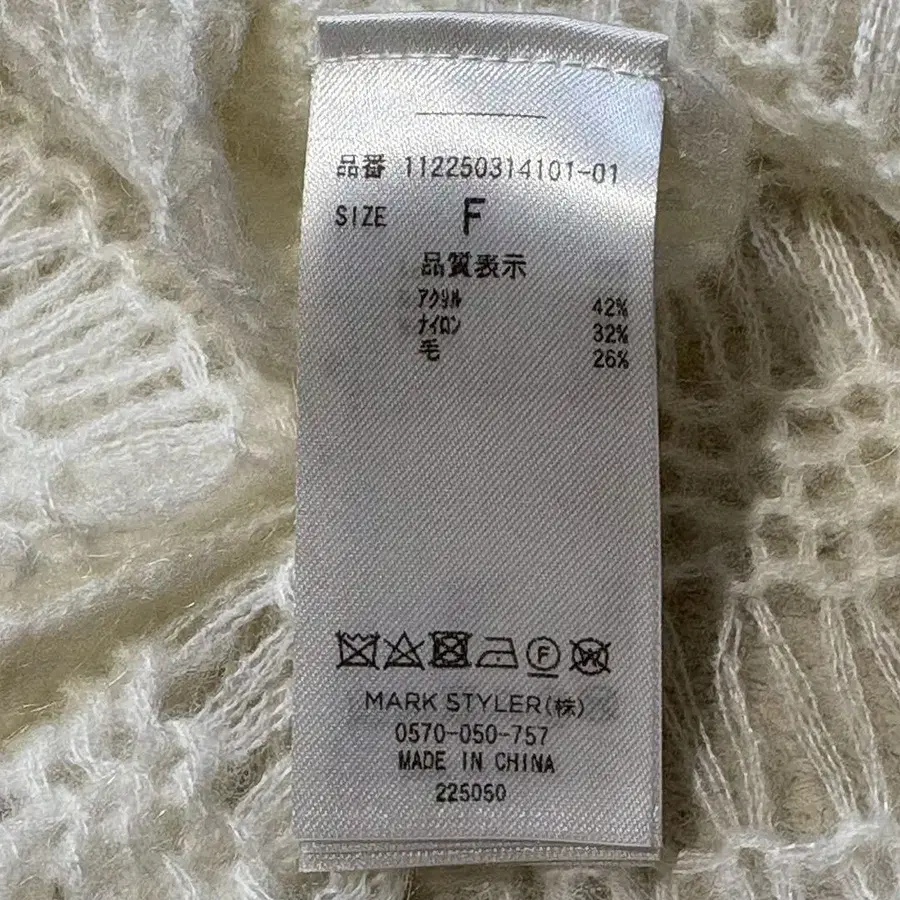 品番 112250314101-01
SIZE F
品質表示
アクリル 42%
ナイロン 32%
毛 26%
F W
MARK STYLER(株)
0570-050-757
MADE IN CHINA
225050